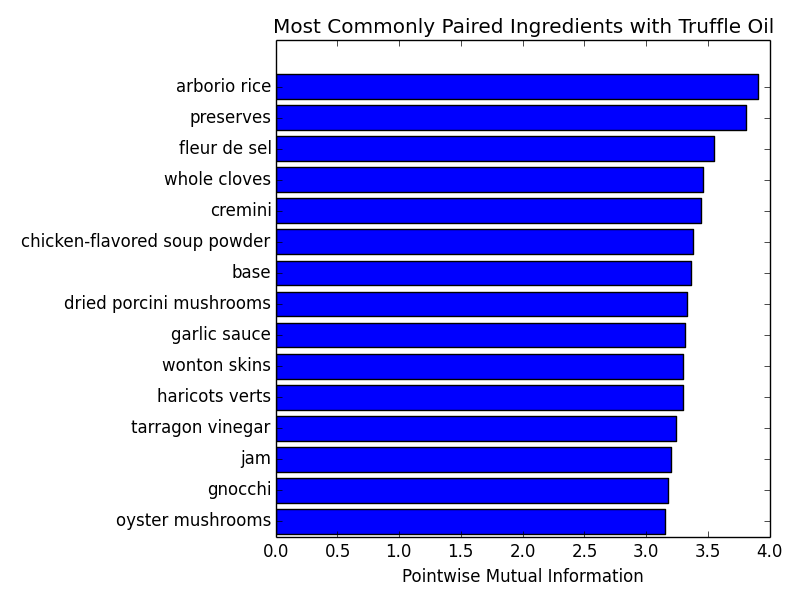 Most Commonly Paired Ingredients with Truffle Oil
arborio rice
preserves
fleur de sel
whole cloves
cremini
chicken-flavored soup powder
base
dried porcini mushrooms
garlic sauce
wonton skins
haricots verts
tarragon vinegar
jam
gnocchi
oyster mushrooms
0.0 0.5 1.0 1.5 2.0 2.5 3.0 3.5 4.0
Pointwise Mutual Information